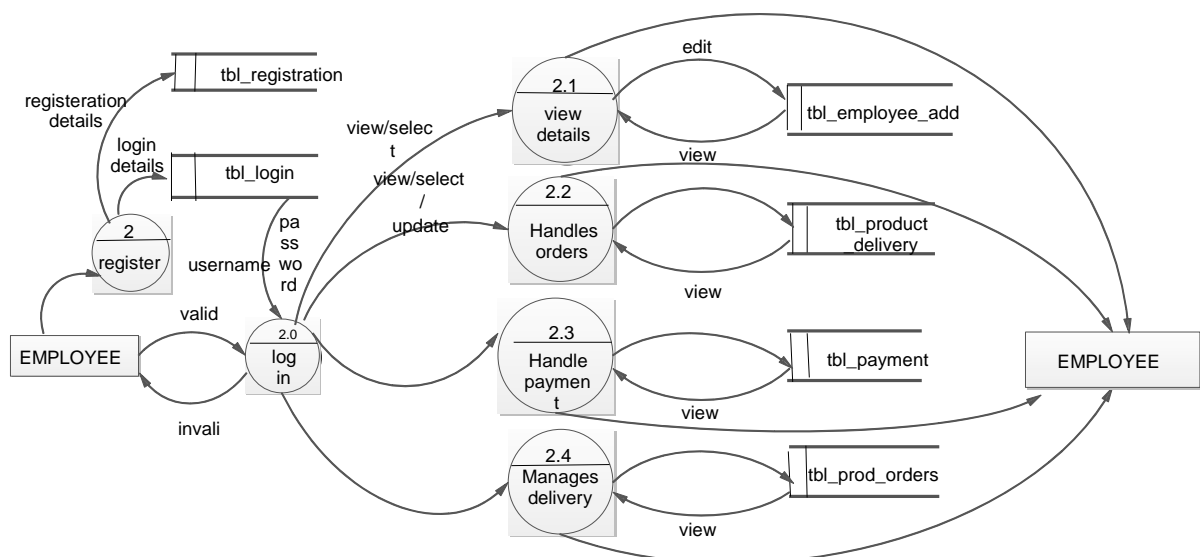 edit
2.1
view
details
tbl_registration
registeration
details
tbl_employee_add
view/selec
t
login
details
view
tbl_login
view/select
/
update
2.2
Handles
orders
tbl_product
_delivery
2
register
pa
ss
wo
rd
username
view
valid
2.0
log
in
EMPLOYEE
2.3
Handle
paymen
t
tbl_payment
EMPLOYEE
view
invali
2.4
Manages
delivery
tbl_prod_orders
view